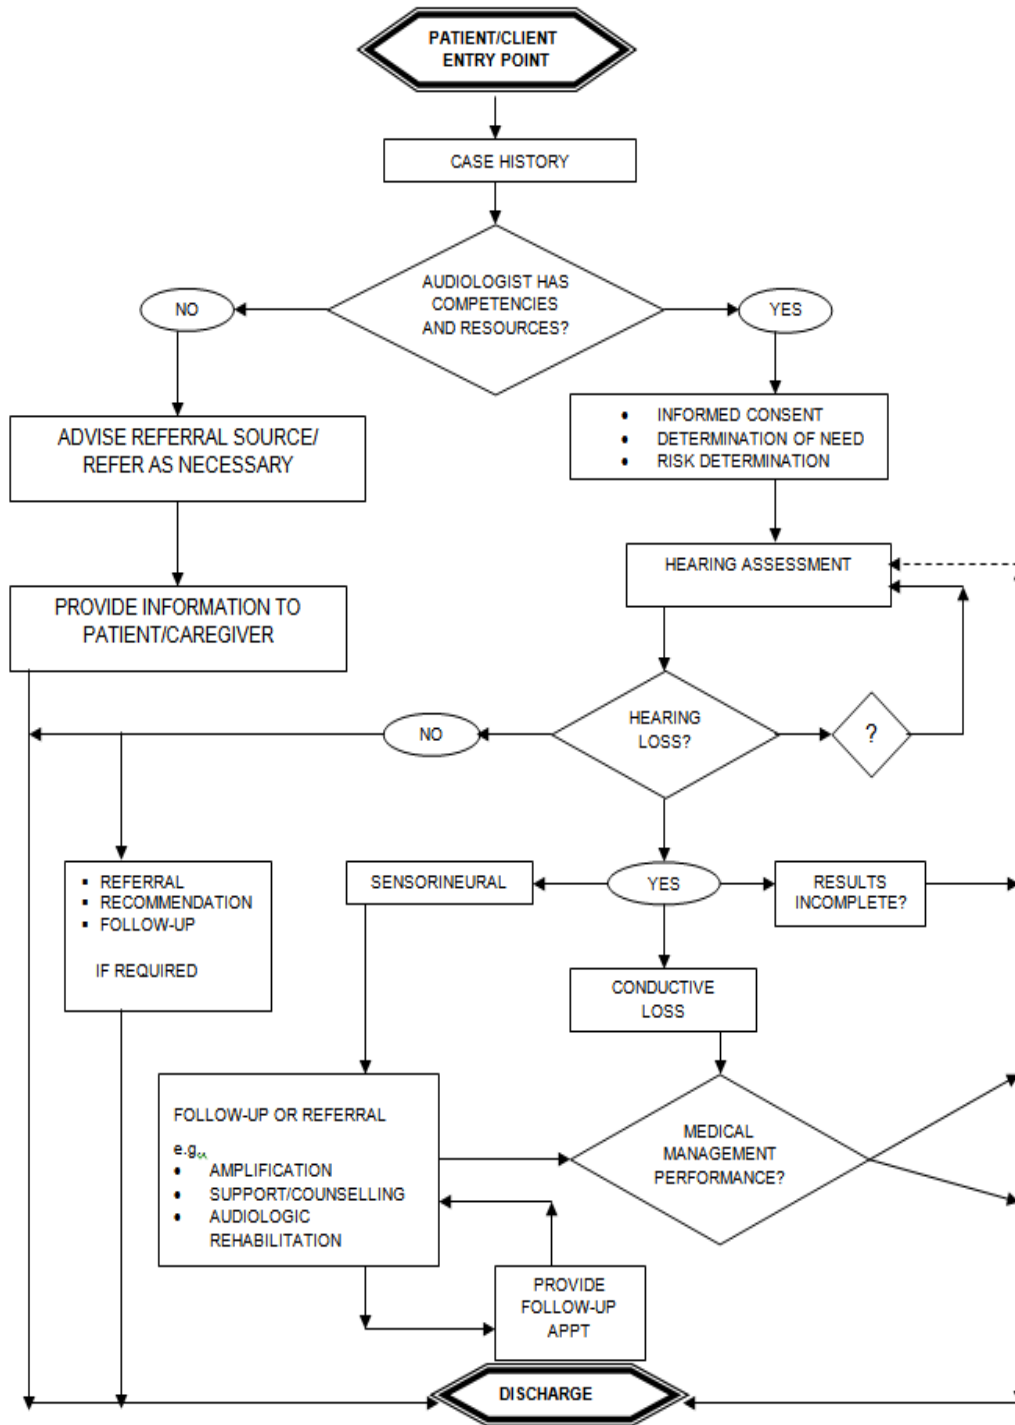 PATIENT/CLIENT
ENTRY POINT
CASE HISTORY
AUDIOLOGIST HAS
COMPETENCIES
AND RESOURCES?
NO
YES
• INFORMED CONSENT
• DETERMINATION OF NEED
• RISK DETERMINATION
ADVISE REFERRAL SOURCE/
REFER AS NECESSARY
HEARING ASSESSMENT
PROVIDE INFORMATION TO
PATIENT/CAREGIVER
HEARING
LOSS?
NO
?
▪ REFERRAL
▪ RECOMMENDATION
▪ FOLLOW-UP
IF REQUIRED
SENSORINEURAL
YES
RESULTS
INCOMPLETE?
CONDUCTIVE
LOSS
FOLLOW-UP OR REFERRAL
e.g.,
• AMPLIFICATION
• SUPPORT/COUNSELLING
• AUDIOLOGIC
REHABILITATION
MEDICAL
MANAGEMENT
PERFORMANCE?
PROVIDE
FOLLOW-UP
APPT
DISCHARGE